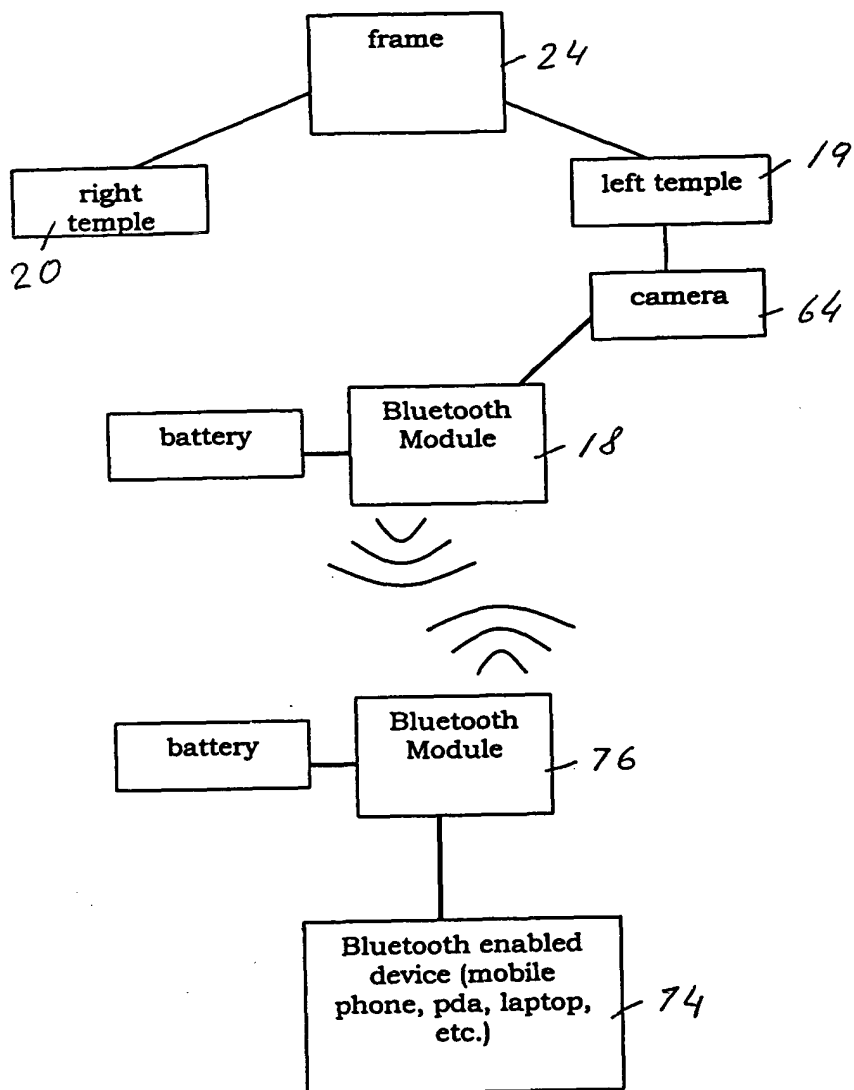 frame
24
right
temple
20
left temple
19
camera
64
battery
Bluetooth
Module
18
battery
Bluetooth
Module
76
Bluetooth enabled
device (mobile
phone, pda, laptop,
etc.)
74